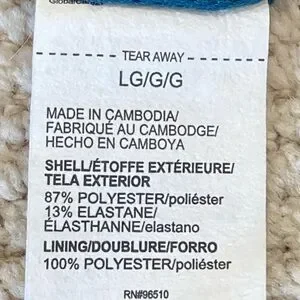 TEAR AWAY
LG/G/G
MADE IN CAMBODIA/
FABRIQUÉ AU CAMBODGE/
HECHO EN CAMBOYA
SHELL/ÉTOFFE EXTÉRIEURE/
TELA EXTERIOR
87% POLYESTER/poliéster
13% ELASTANE/
ÉLASTHANNE/elastano
LINING/DOUBLURE/FORRO
100% POLYESTER/poliéster
RN#96510